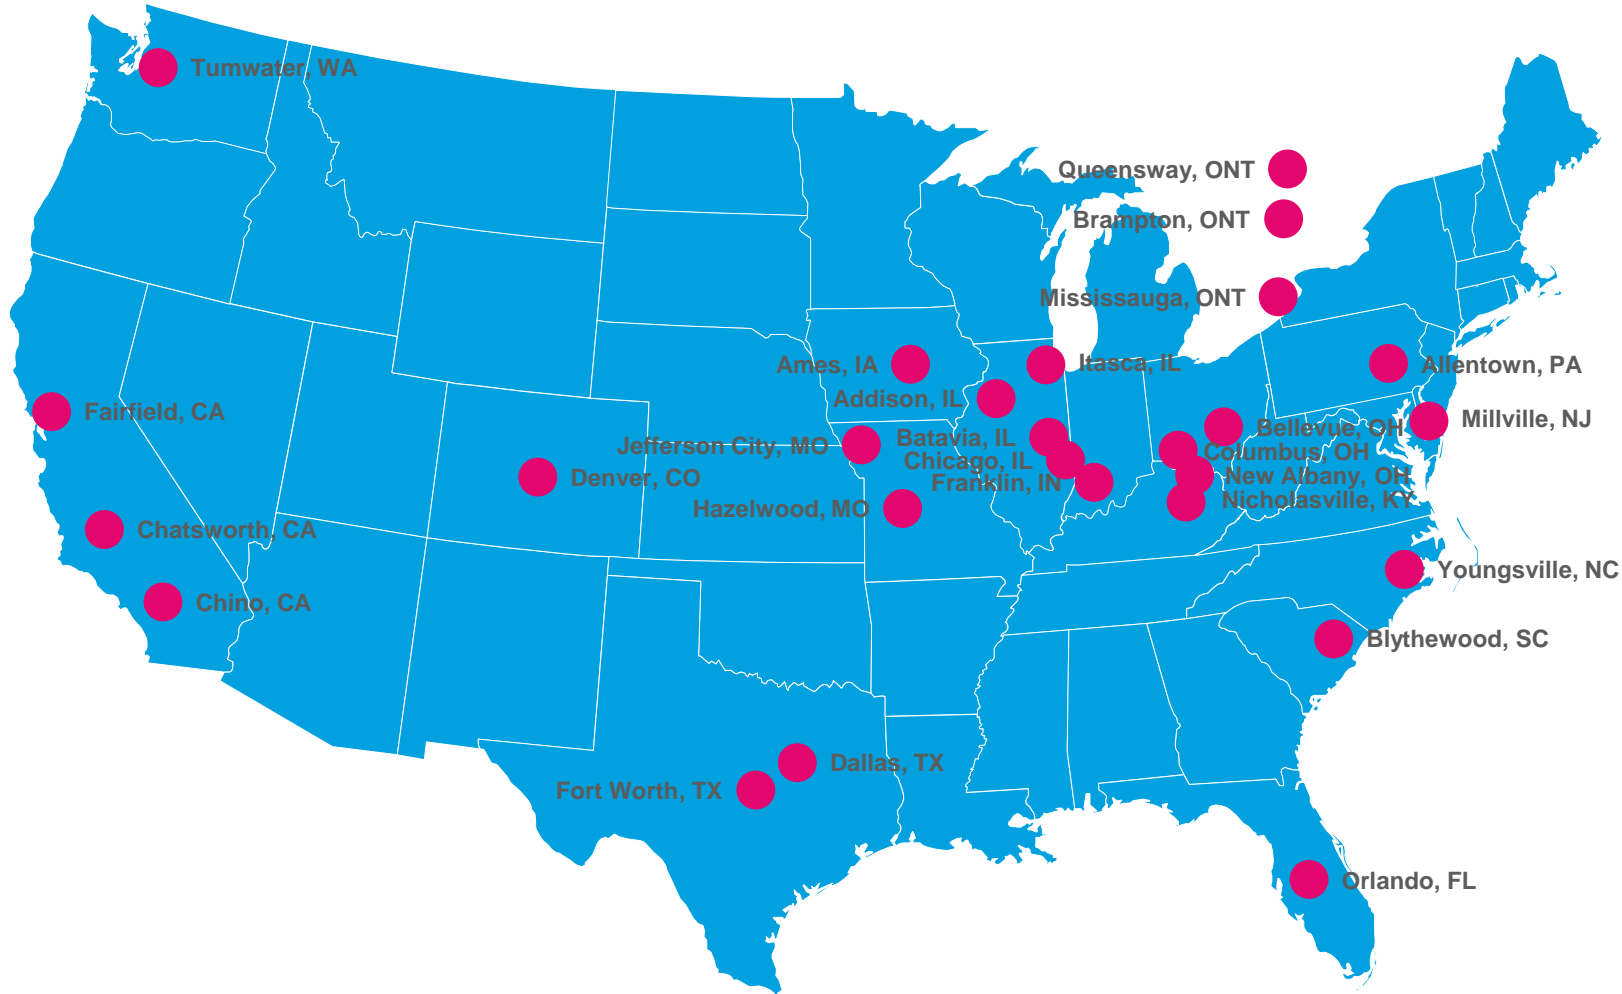 Tumwater, WA
Queensway, ONT
Brampton, ONT
Mississauga, ONT
Ames, IA
Itasca, IL
Allentown, PA
Addison, IL
Fairfield, CA
Millville, NJ
Bellevue, OH
Batavia, IL
Jefferson City, MO
Columbus, OH
Chicago, IL
Denver, CO
New Albany, OH
Franklin, IN
Nicholasville, KY
Hazelwood, MO
Chatsworth, CA
Youngsville, NC
Chino, CA
Blythewood, SC
Dallas, TX
Fort Worth, TX
Orlando, FL